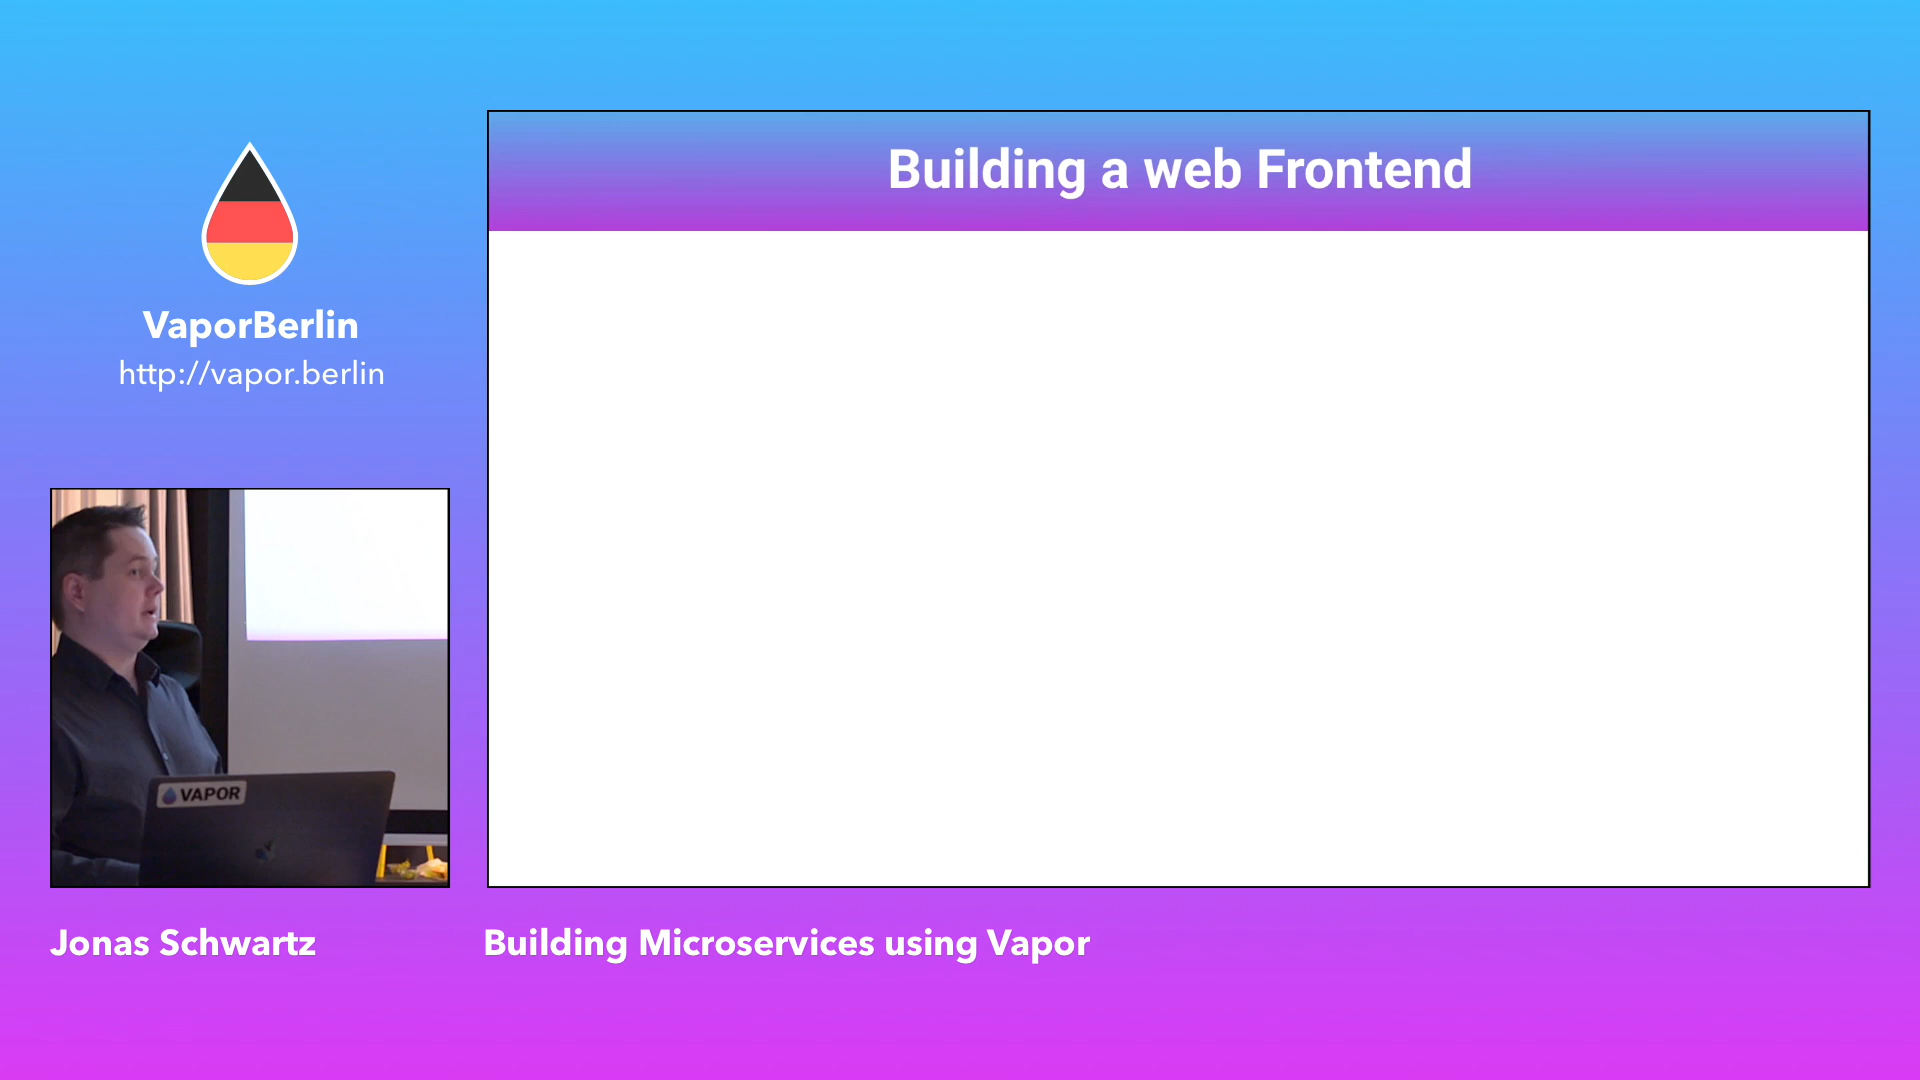 VaporBerlin
http://vapor.berlin
Building a web Frontend
VAPOR
Jonas Schwartz
Building Microservices using Vapor